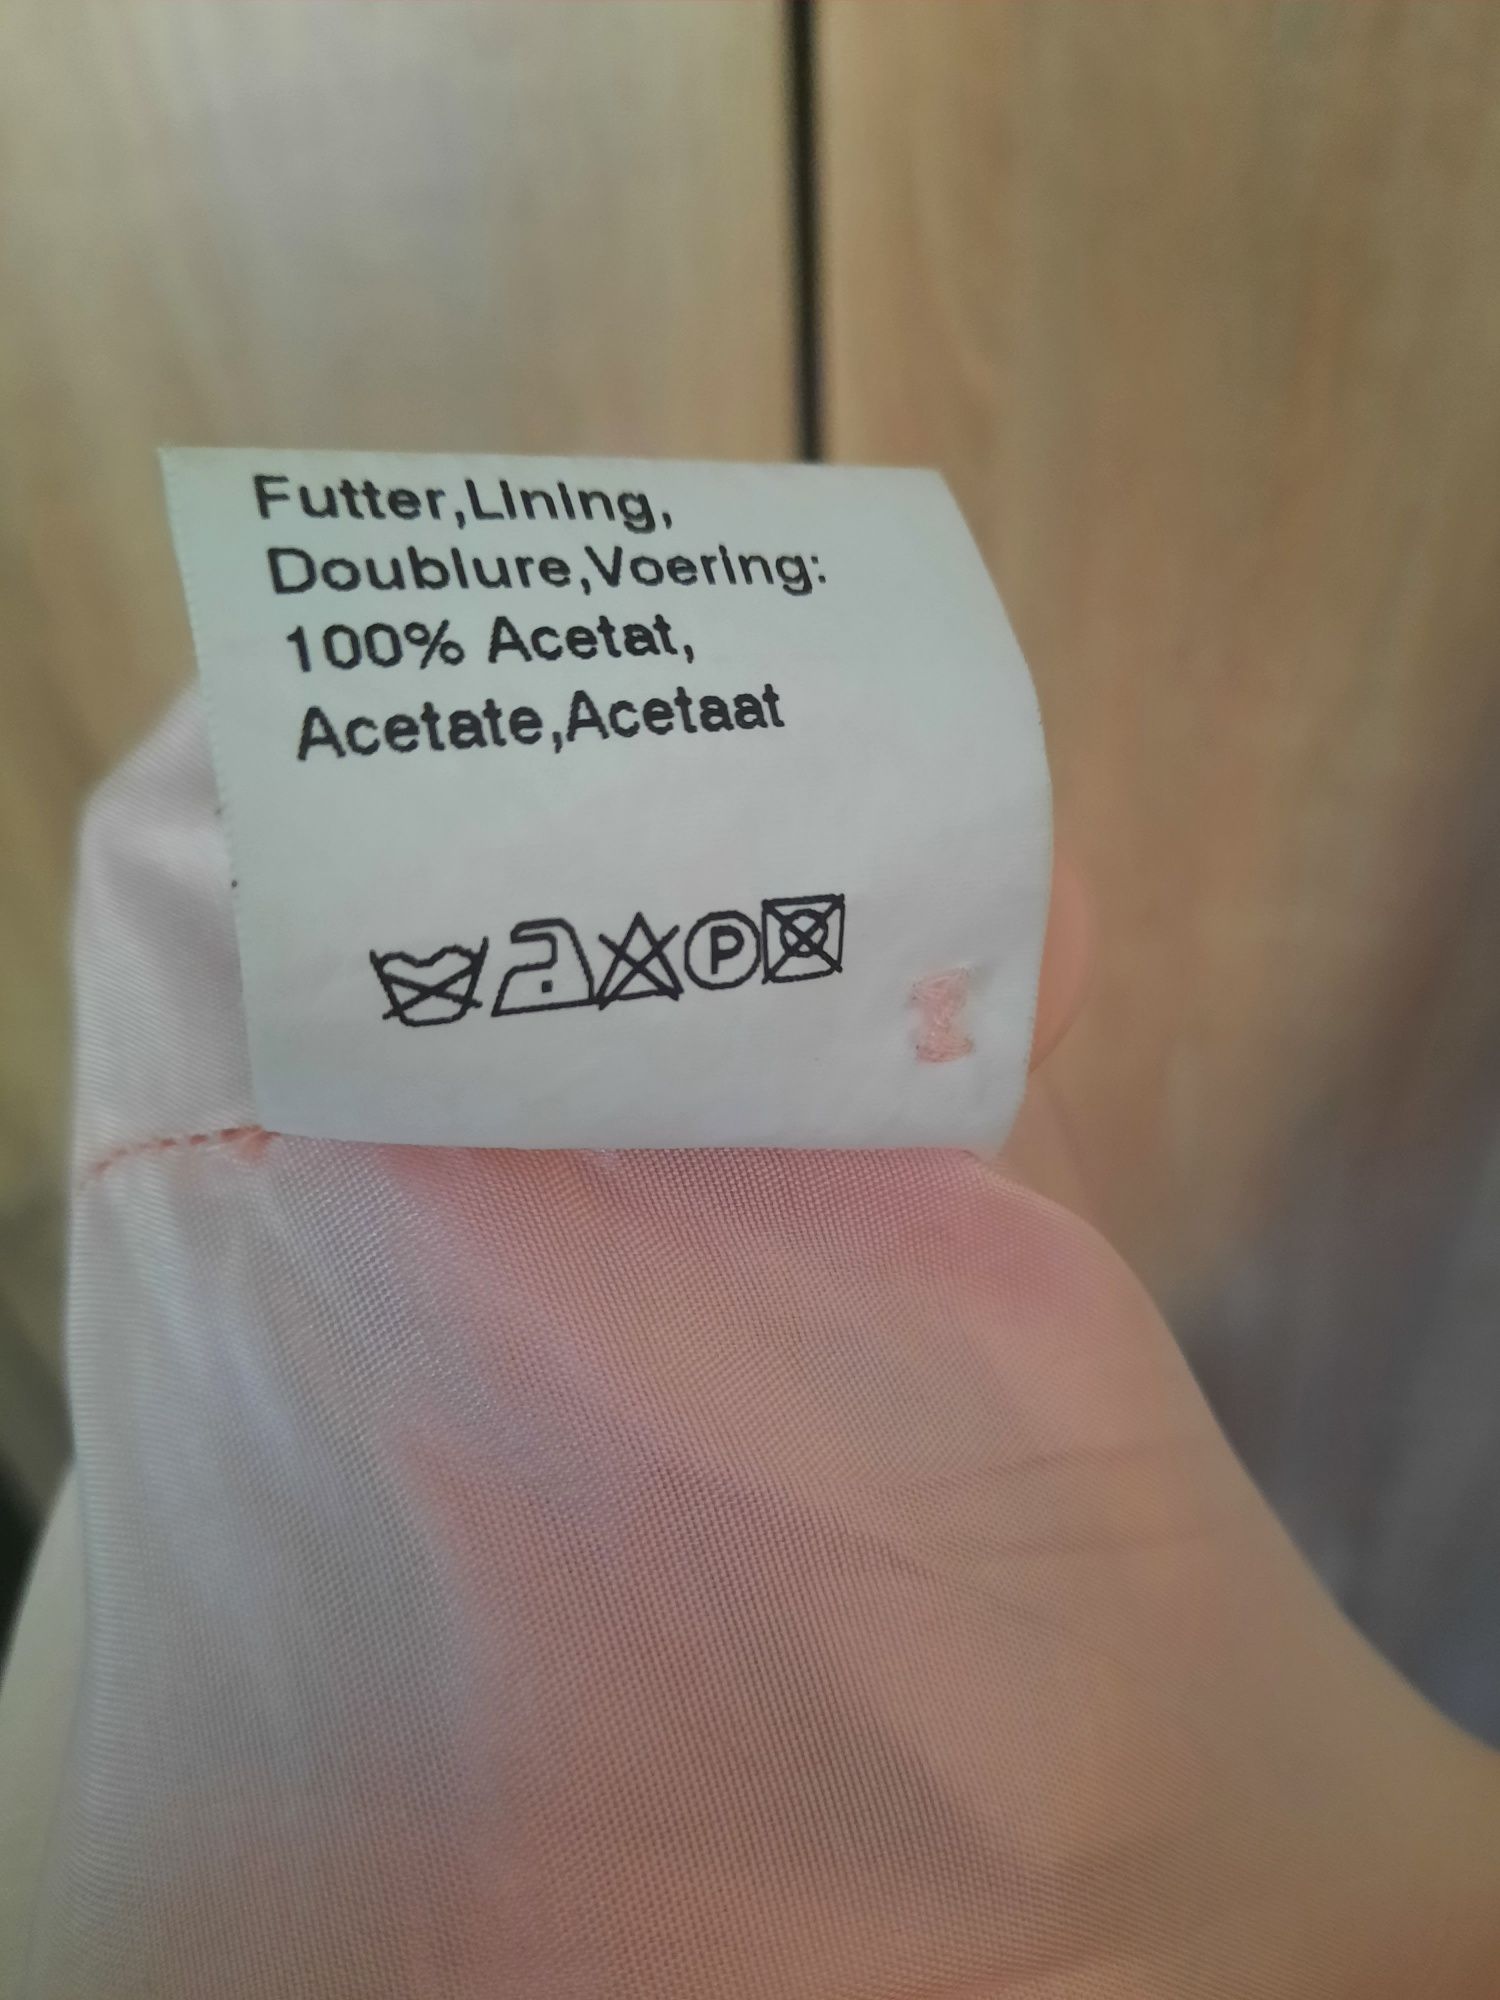 Futter,Lining,
Doublure,Voering:
100% Acetat,
Acetate,Acetaat
P